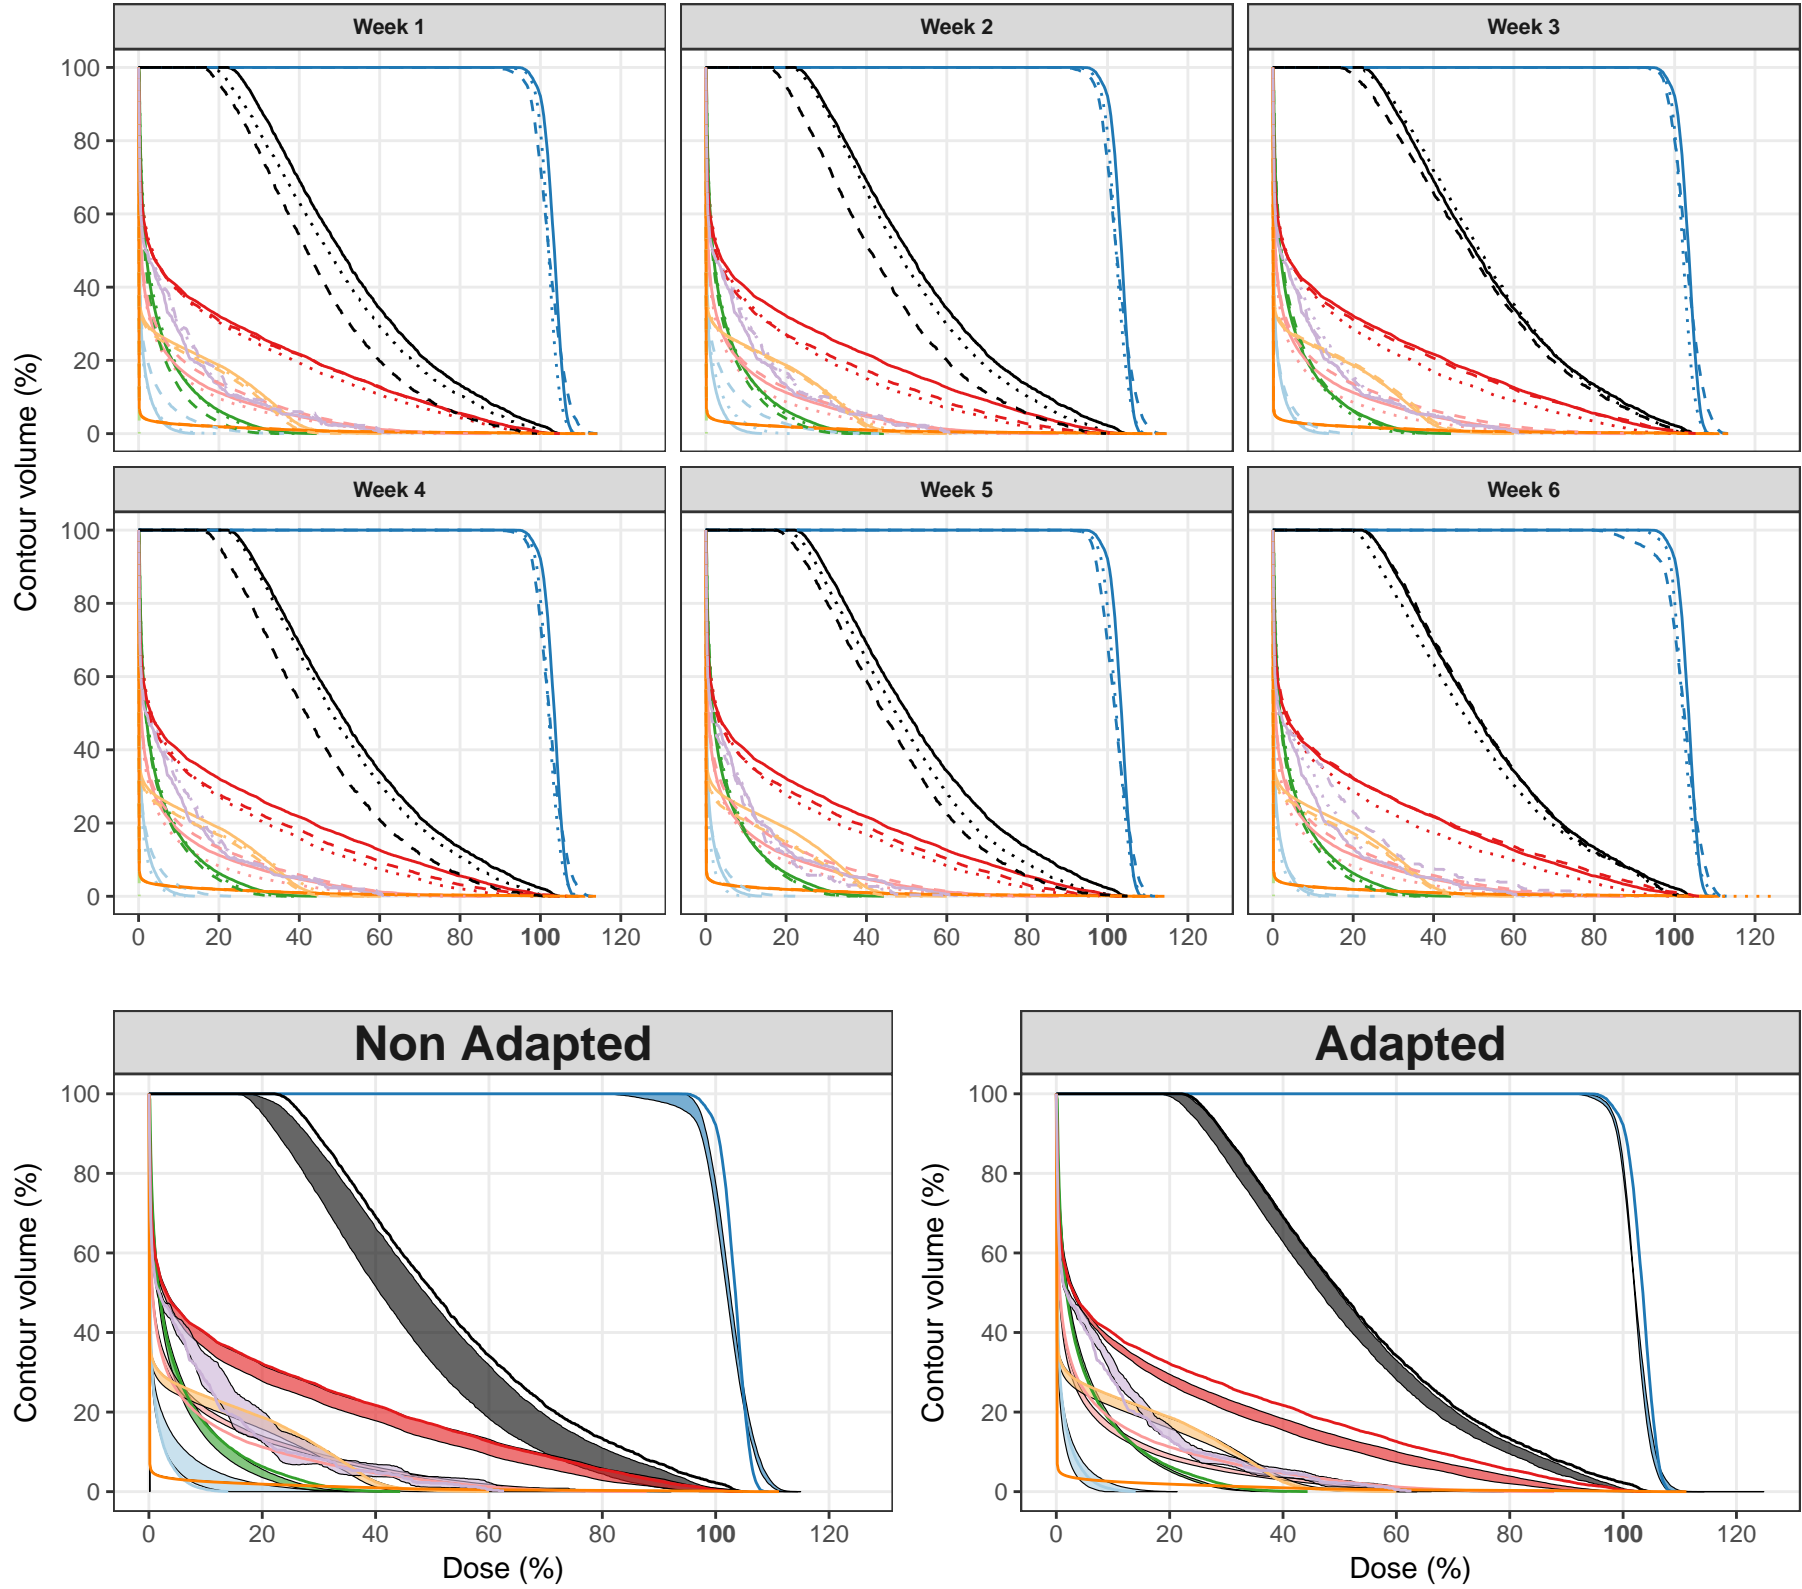 Week 1 Week 2 Week 3
100
80
60
40
20
0
Contour volume (%)
Week 4 Week 5 Week 6
100
80
60
40
20
0
0 20 40 60 80 100 120 0 20 40 60 80 100 120 0 20 40 60 80 100 120
Non Adapted Adapted
100 100
80 80
60 60
40 40
20 20
0 0
Contour volume (%) Contour volume (%)
0 20 40 60 80 100 120 0 20 40 60 80 100 120
Dose (%) Dose (%)